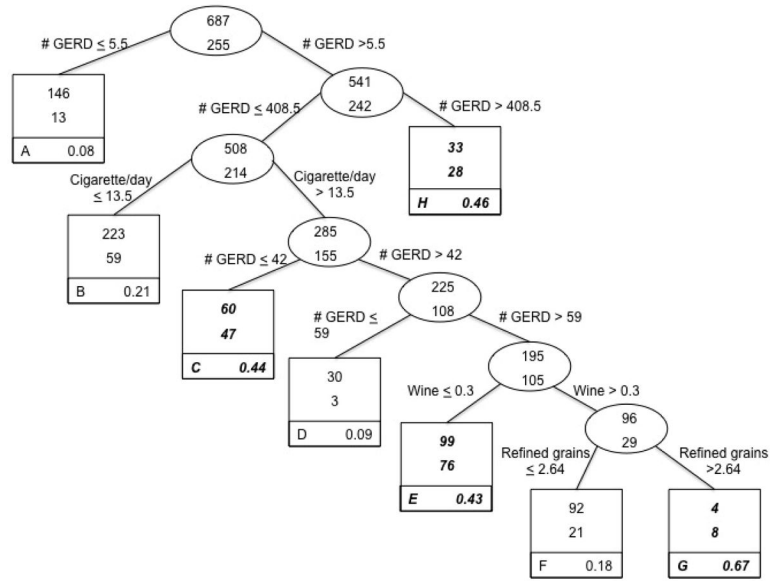 687
255
# GERD ≤ 5.5
# GERD >5.5
146
13
A 0.08
541
242
# GERD ≤ 408.5
# GERD > 408.5
33
28
H 0.46
508
214
Cigarette/day
≤ 13.5
Cigarette/day
> 13.5
223
59
B 0.21
285
155
# GERD ≤ 42
# GERD > 42
60
47
C 0.44
225
108
# GERD ≤
59
# GERD > 59
30
3
D 0.09
195
105
Wine ≤ 0.3
Wine > 0.3
99
76
E 0.43
96
29
Refined grains
≤ 2.64
Refined grains
>2.64
92
21
F 0.18
4
8
G 0.67